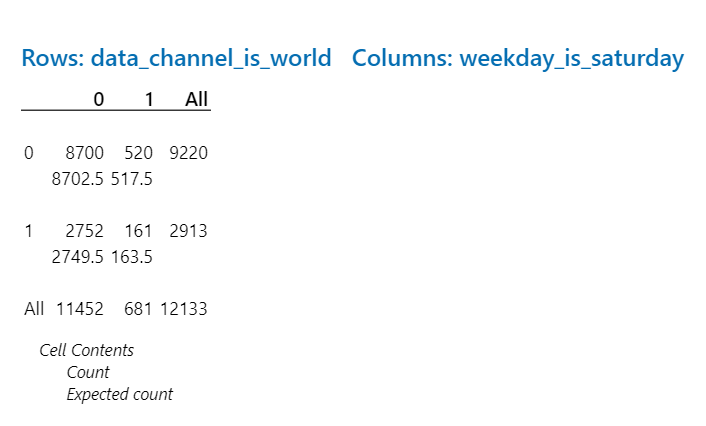 Rows: data_channel_is_world Columns: weekday_is_saturday
0 1 All
0 8700 520 9220
8702.5 517.5
1 2752 161 2913
2749.5 163.5
All 11452 681 12133
Cell Contents
Count
Expected count